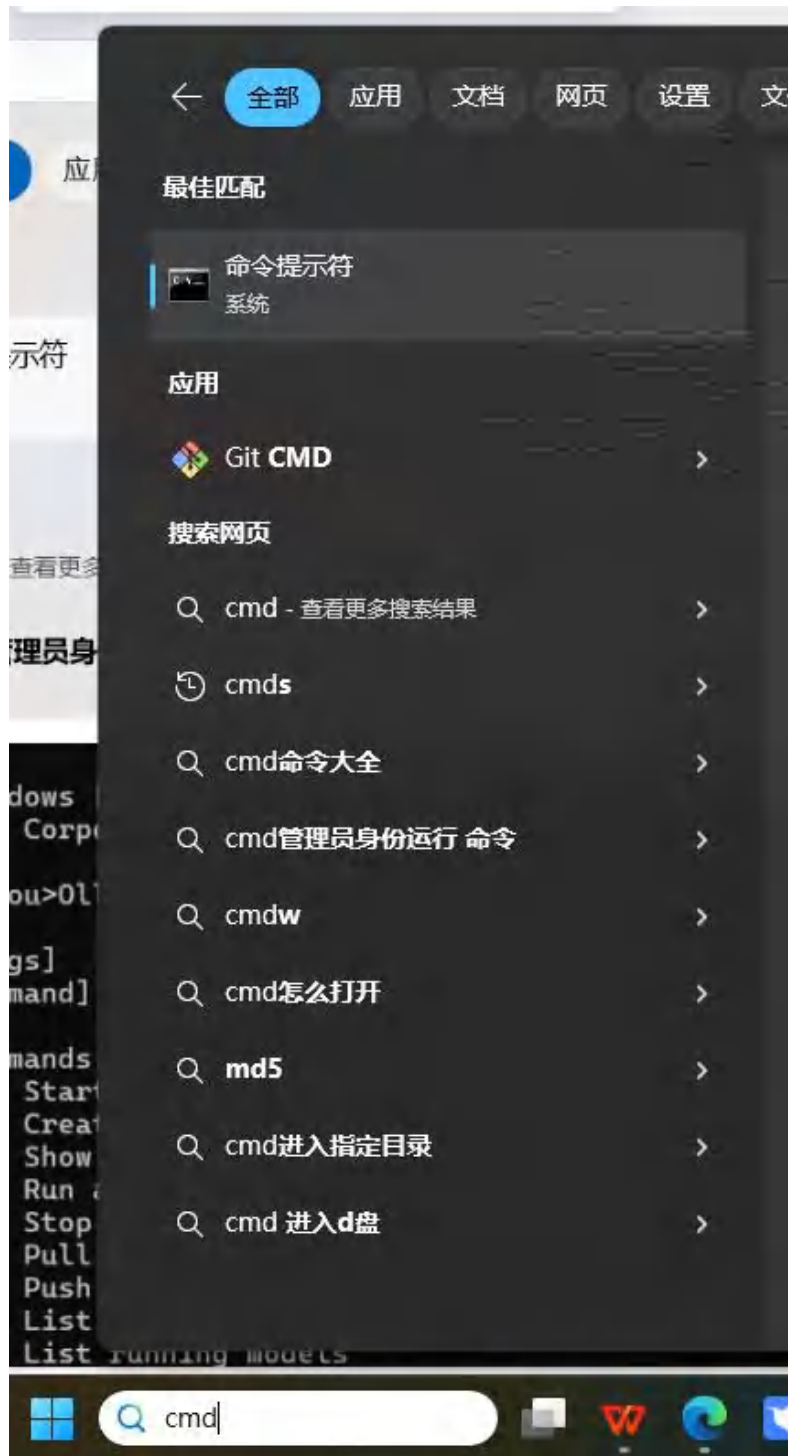 全部 应用 文档 网页 设置
最佳匹配
命令提示符
系统
示符
应用
Git CMD
搜索网页
查看更多
cmd - 查看更多搜索结果
理员身
cmds
cmd命令大全
dows
Corp
cmd管理员身份运行 命令
ou>Ol
cmdw
gs]
mand]
cmd怎么打开
mands
md5
Start
Creat
Show
cmd进入指定目录
Run
Stop
cmd 进入d盘
Pull
Push
List
List running models
cmd